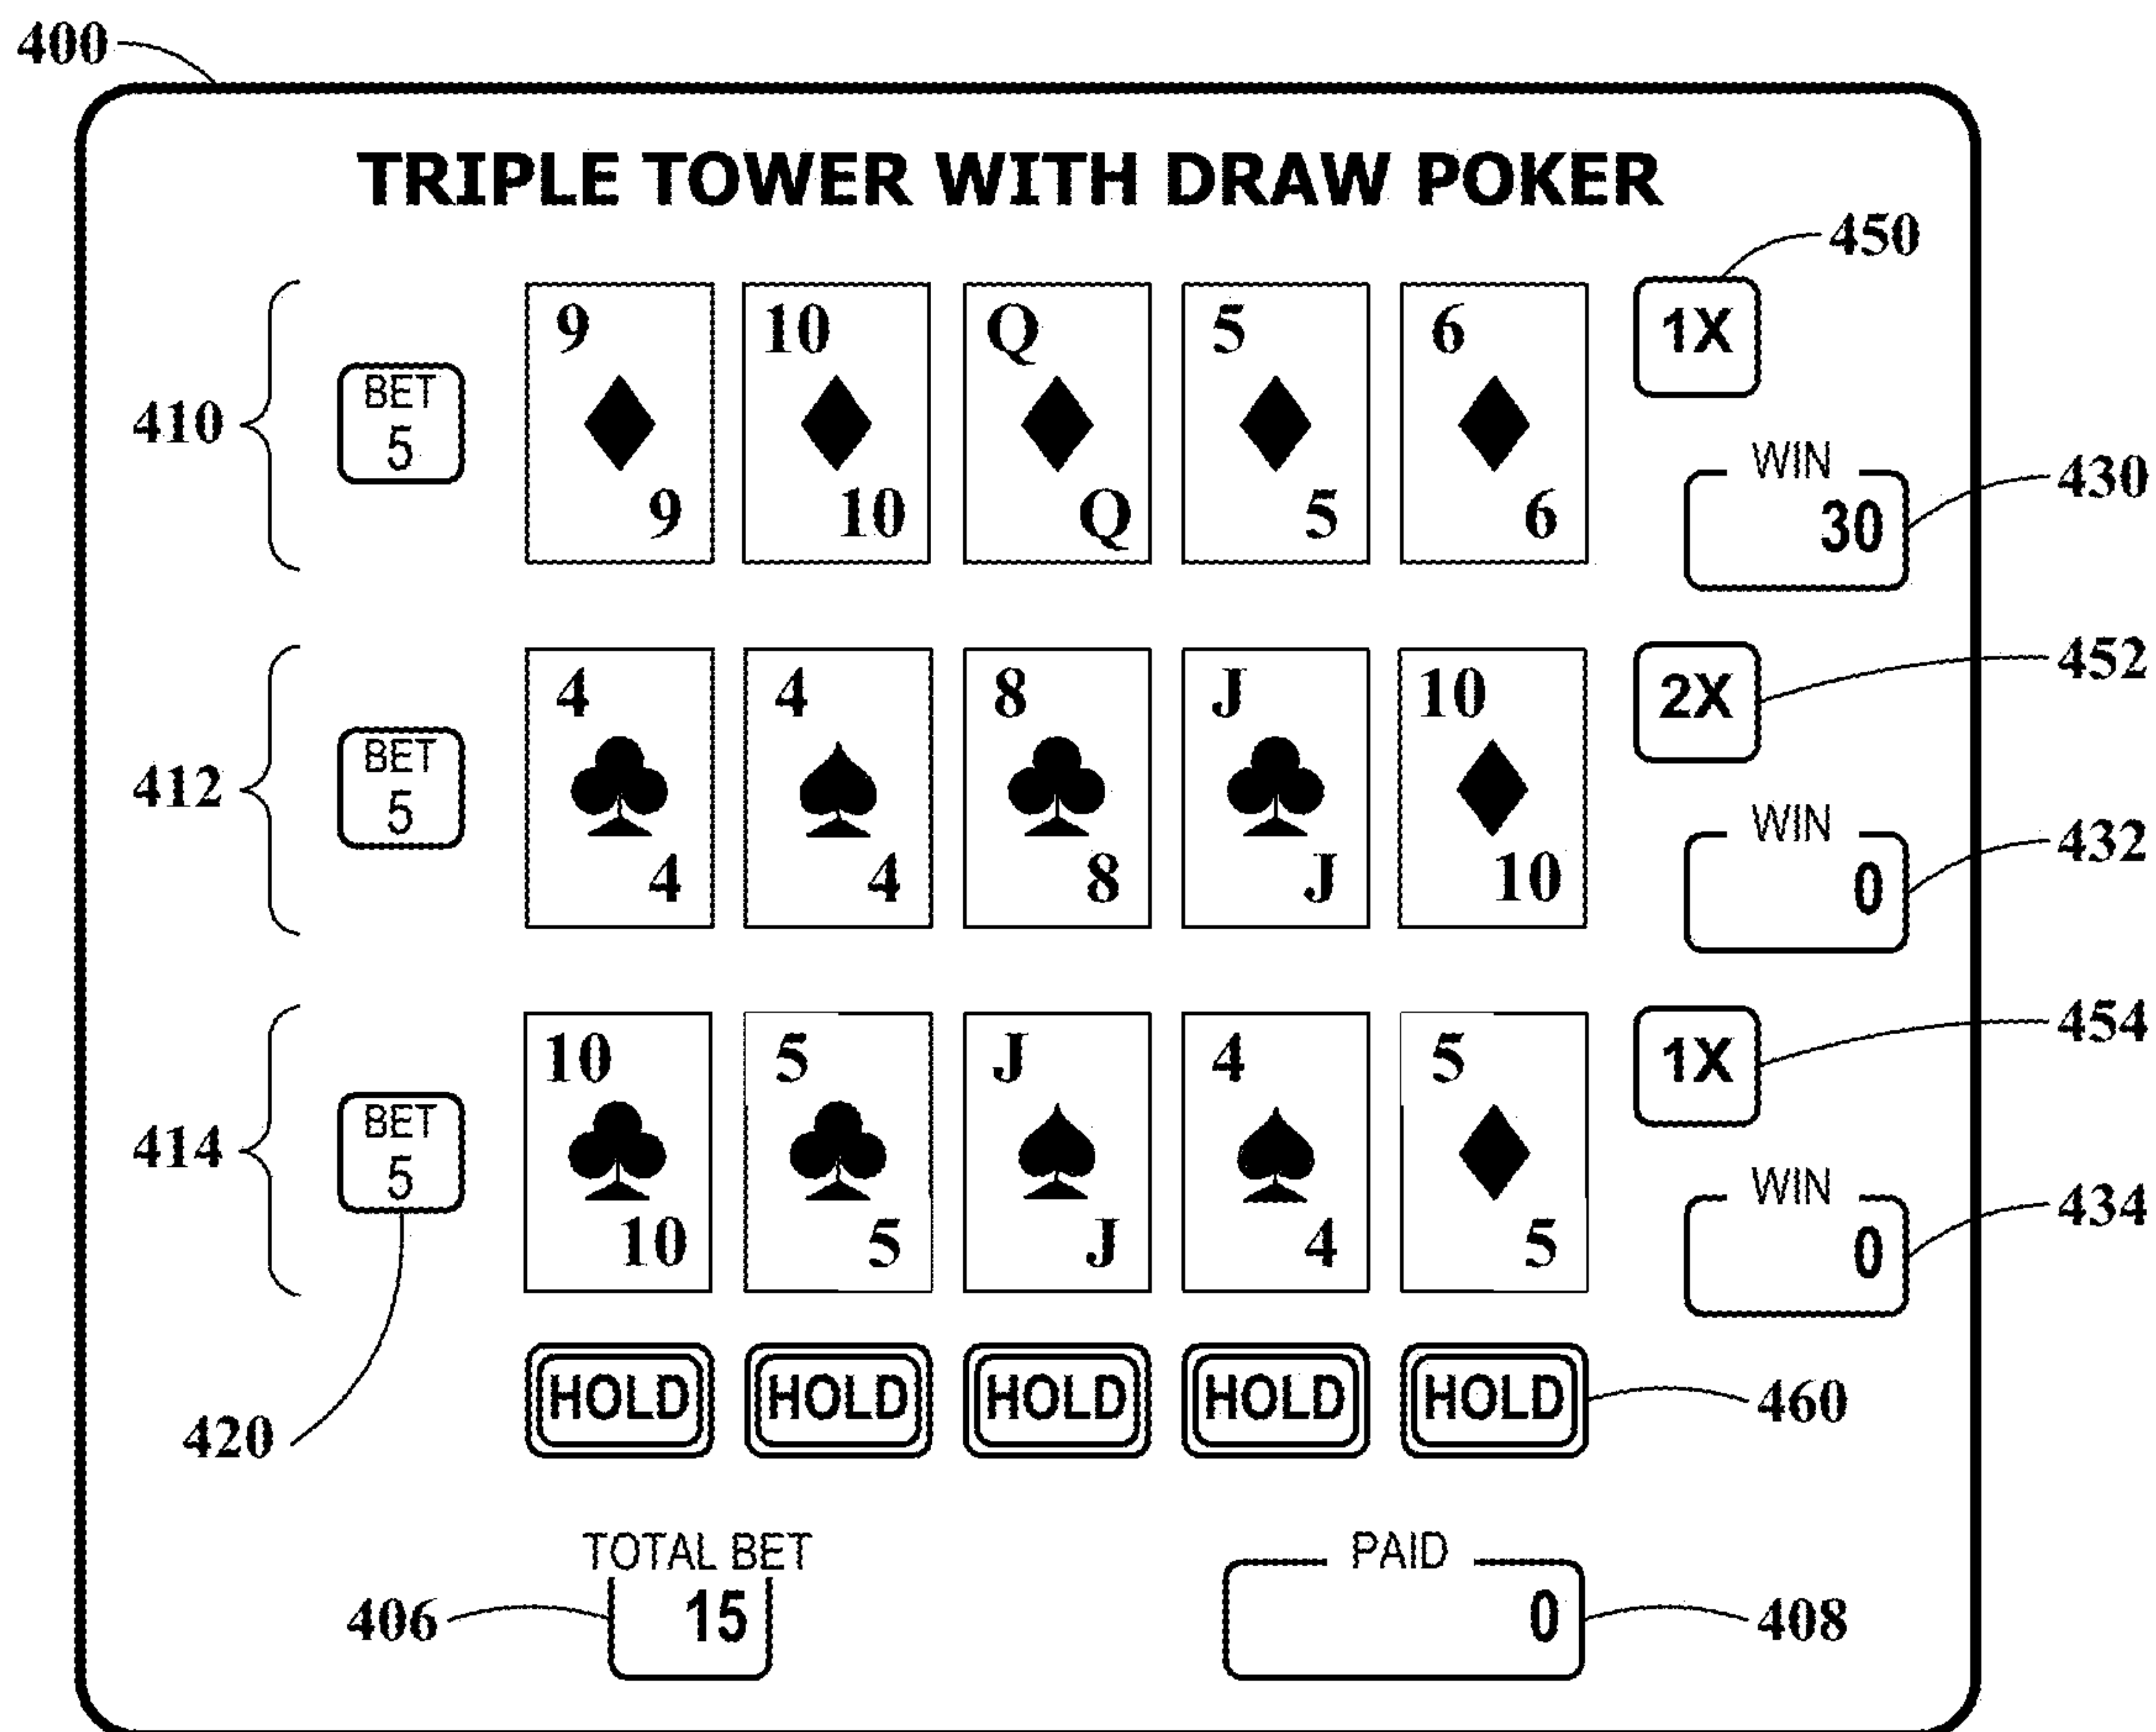 400
TRIPLE TOWER WITH DRAW POKER
450
9 10 Q 5 6 1X
410 BET 5
WIN 30 430
9 10 Q 5 6
4 4 8 J 10 2X 452
412 BET 5
WIN 0 432
4 4 8 J 10
10 5 J 4 5 1X 454
414 BET 5
WIN 0 434
10 5 J 4 5
HOLD HOLD HOLD HOLD HOLD 460
420
TOTAL BET PAID
406 15 0 408